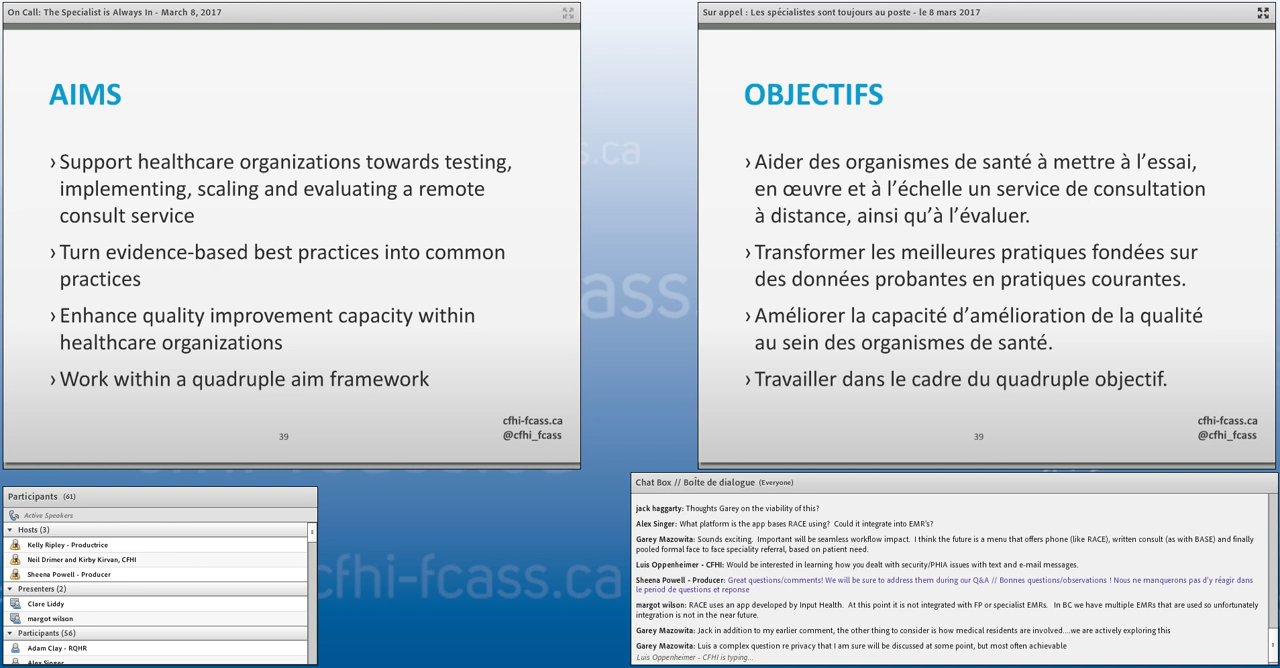 On Call: The Specialist is Always In - March 8, 2017
AIMS
› Support healthcare organizations towards testing,
implementing, scaling and evaluating a remote
consult service
› Turn evidence-based best practices into common
practices
› Enhance quality improvement capacity within
healthcare organizations
› Work within a quadruple aim framework
cfhi-fcass.ca
39
@cfhi_fcass
Sur appel : Les spécialistes sont toujours au poste - le 8 mars 2017
OBJECTIFS
› Aider des organismes de santé à mettre à l’essai,
en œuvre et à l’échelle un service de consultation
à distance, ainsi qu’à l’évaluer.
› Transformer les meilleures pratiques fondées sur
des données probantes en pratiques courantes.
› Améliorer la capacité d’amélioration de la qualité
au sein des organismes de santé.
› Travailler dans le cadre du quadruple objectif.
cfhi-fcass.ca
39
@cfhi_fcass
s.ca
ass
cfhi-fcass.ca
Participants (61)
Active Speakers
Hosts (3)
Kelly Ripley - Productrice
Neil Drimer and Kirby Kirvan, CFHI
Sheena Powell - Producer
Presenters (2)
Clare Liddy
margot wilson
Participants (56)
Adam Clay - RQHR
Alex Singer
Chat Box // Boîte de dialogue (Everyone)
jack haggarty: Thoughts Garey on the viability of this?
Alex Singer: What platform is the app bases RACE using? Could it integrate into EMR's?
Garey Mazowita: Sounds exciting. Important will be seamless workflow impact. I think the future is a menu that offers phone (like RACE), written consult (as with BASE) and finally
pooled formal face to face speciality referral, based on patient need.
Luis Oppenheimer - CFHI: Would be interested in learning how you dealt with security/PHIA issues with text and e-mail messages.
Sheena Powell - Producer: Great questions/comments! We will be sure to address them during our Q&A // Bonnes questions/observations ! Nous ne manquerons pas d'y réagir dans
le period de questions et reponse
margot wilson: RACE uses an app developed by Input Health. At this point it is not integrated with FP or specialist EMRs. In BC we have multiple EMRs that are used so unfortunately
integration is not in the near future.
Garey Mazowita: Jack in addition to my earlier comment, the other thing to consider is how medical residents are involved....we are actively exploring this
Garey Mazowita: Luis a complex question re privacy that I am sure will be discussed at some point, but most often achievable
Luis Oppenheimer - CFHI is typing...